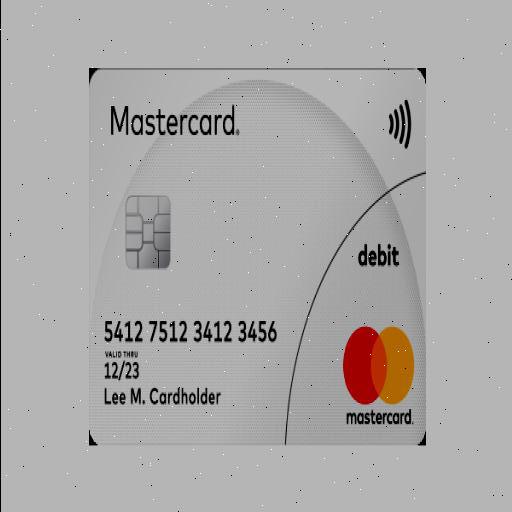 Mastercard.
debit
5412 7512 3412 3456
VALID THRU
12/23
Lee M. Cardholder
mastercard.